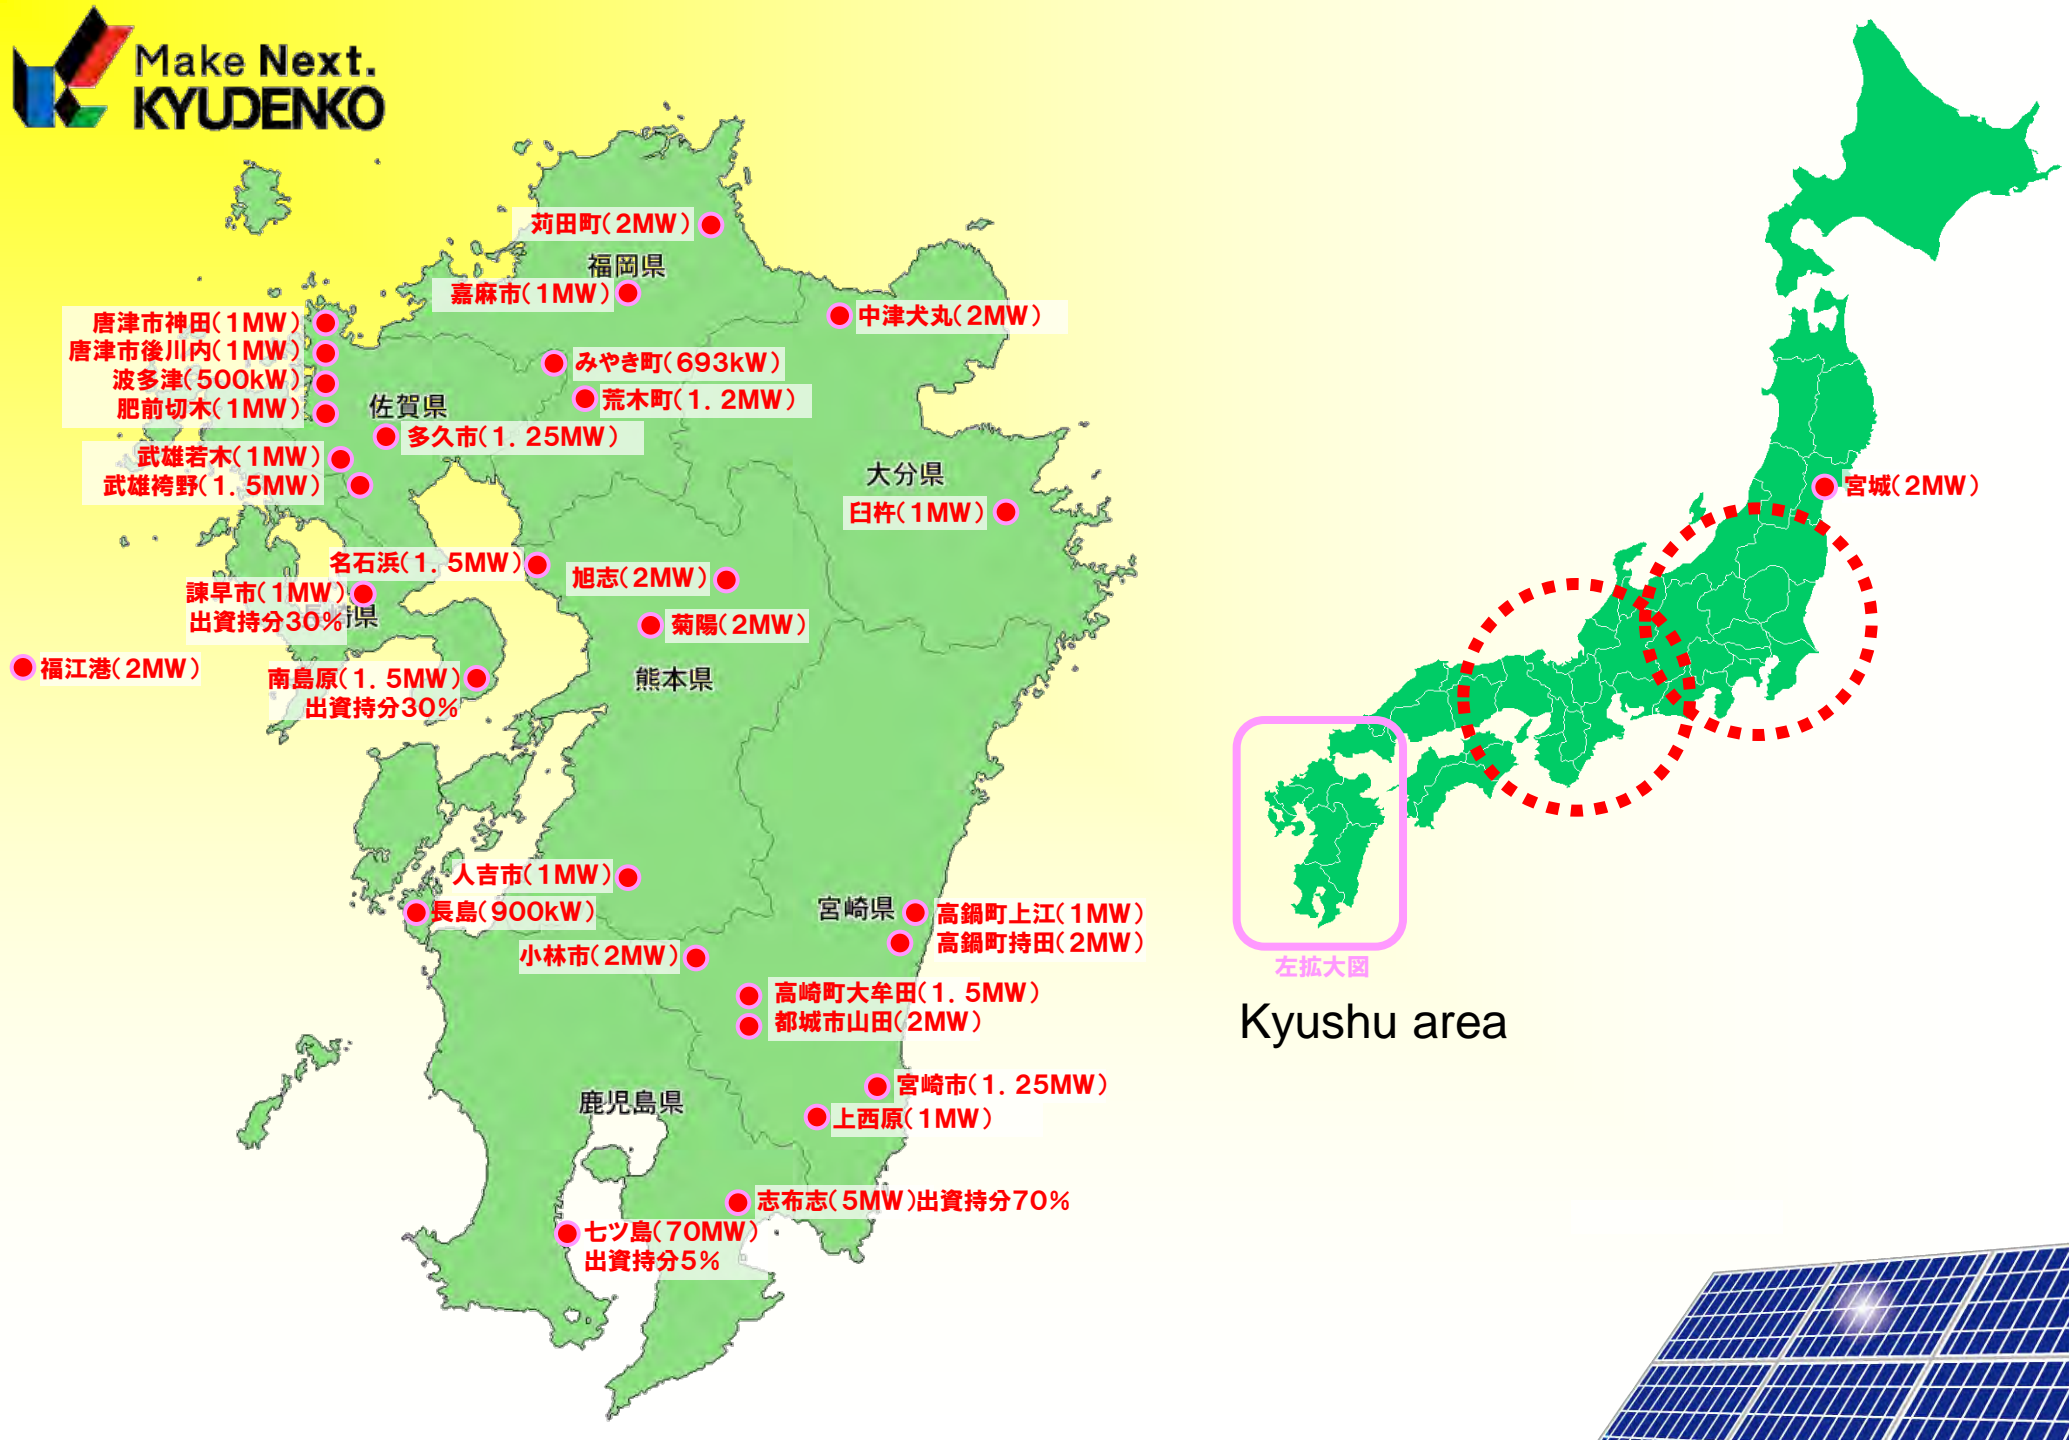 Make Next.
KYUDENKO
苅田町(2MW)
福岡県
嘉麻市(1MW)
中津犬丸(2MW)
唐津市神田(1MW)
唐津市後川内(1MW)
波多津(500kW)
肥前切木(1MW)
みやき町(693kW)
荒木町(1.2MW)
佐賀県
多久市(1.25MW)
武雄若木(1MW)
武雄袴野(1.5MW)
大分県
臼杵(1MW)
名石浜(1.5MW)
旭志(2MW)
諫早市(1MW)
出資持分30%
長崎県
菊陽(2MW)
福江港(2MW)
南島原(1.5MW)
出資持分30%
熊本県
人吉市(1MW)
長島(900kW)
宮崎県
高鍋町上江(1MW)
高鍋町持田(2MW)
小林市(2MW)
高崎町大牟田(1.5MW)
都城市山田(2MW)
宮崎市(1.25MW)
鹿児島県
上西原(1MW)
志布志(5MW)出資持分70%
七ツ島(70MW)
出資持分5%
宮城(2MW)
左拡大図
Kyushu area